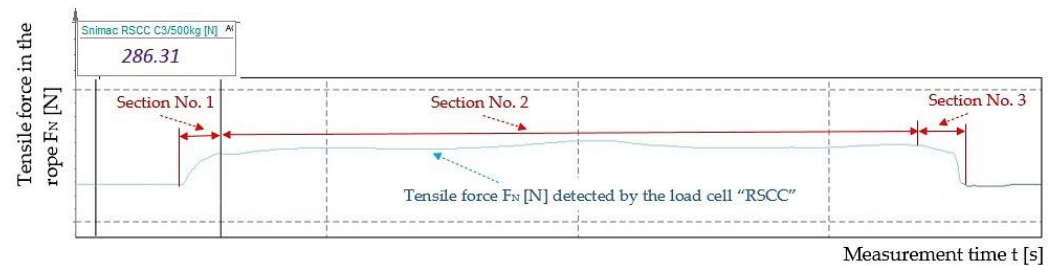 Tensile force in the
rope FN [N]
Snimac RSCC C3/500kg [N]
286.31
Section No. 1
Section No. 2
Section No. 3
Tensile force FN [N] detected by the load cell “RSCC”
Measurement time t [s]